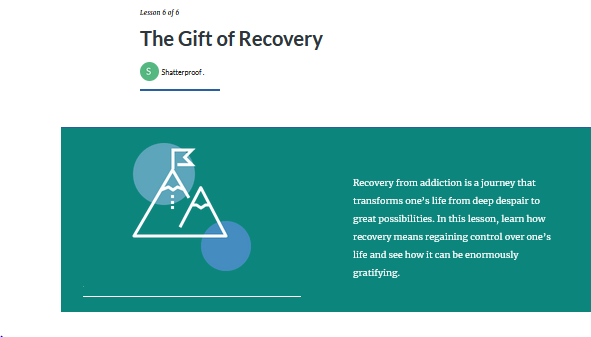 Lesson 6 of 6
The Gift of Recovery
S Shatterproof .
Recovery from addiction is a journey that
transforms one's life from deep despair to
great possibilities. In this lesson, learn how
recovery means regaining control over one's
life and see how it can be enormously
gratifying.